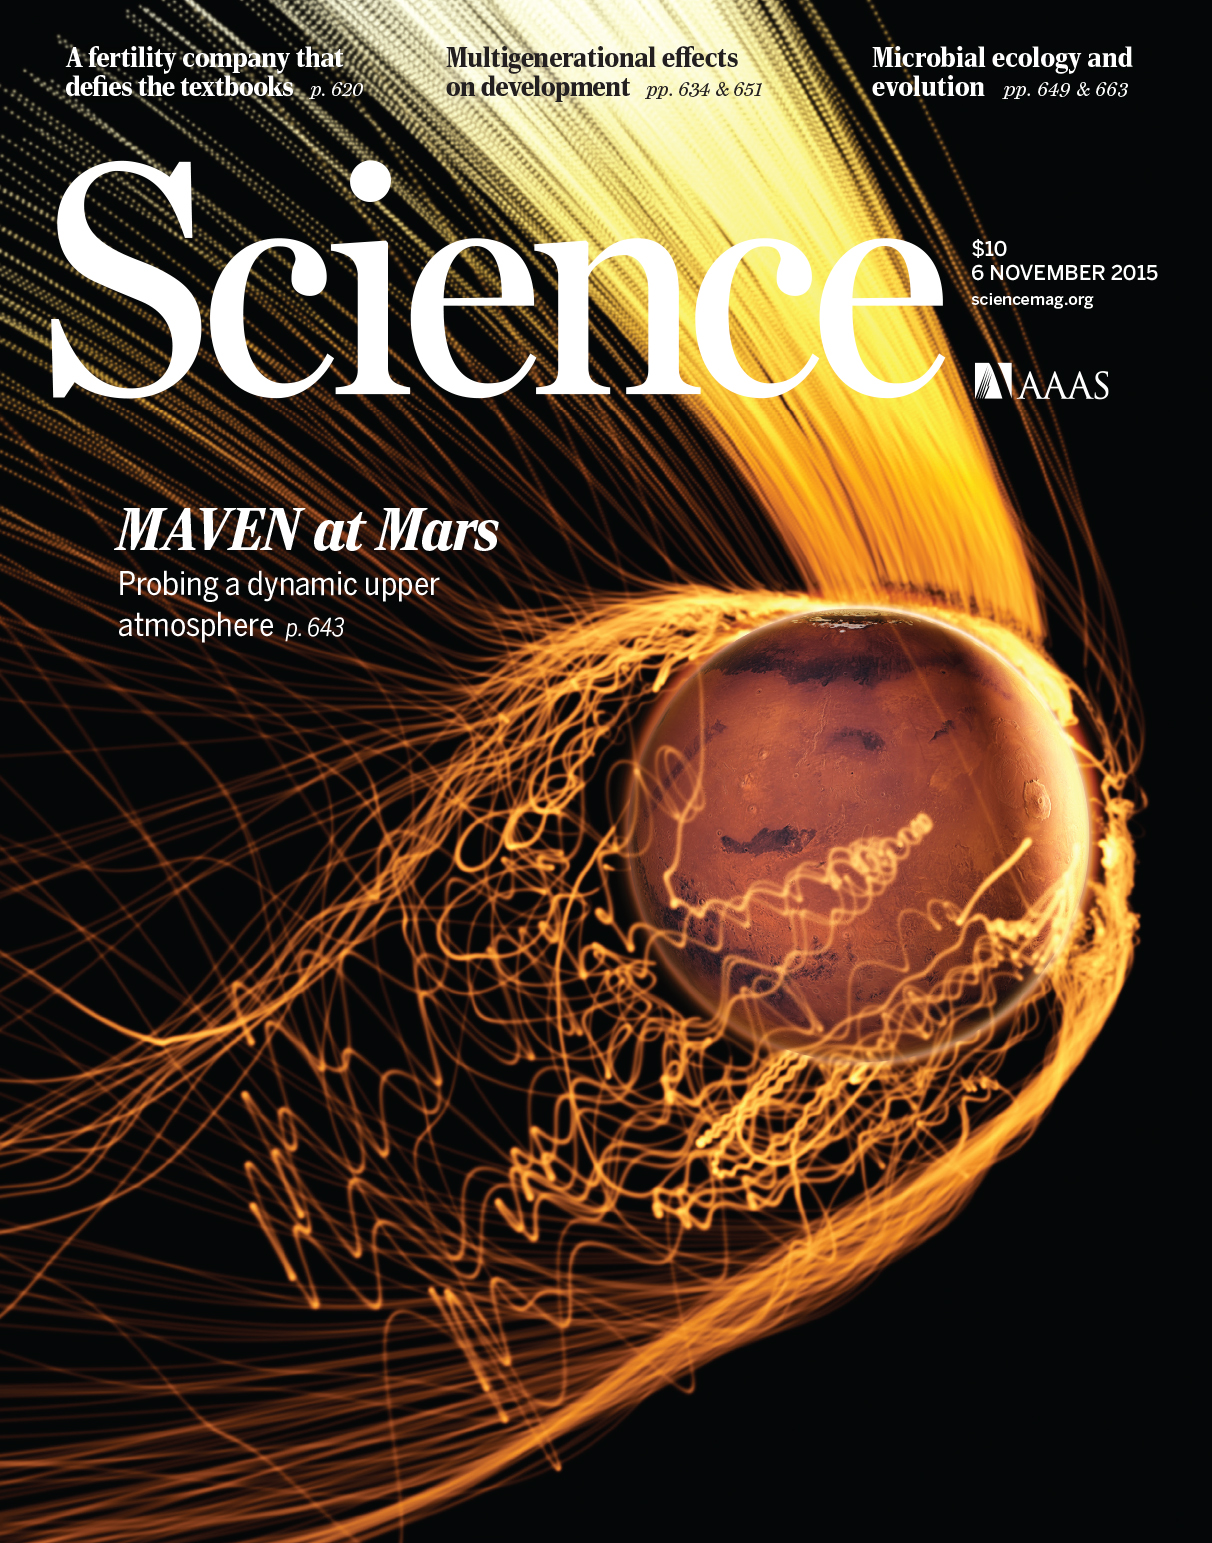 A fertility company that
defies the textbooks p. 620
Multigenerational effects
on development pp. 634 & 651
Microbial ecology and
evolution pp. 649 & 663
Science
$10
6 NOVEMBER 2015
sciencemag.org
AAAS
MAVEN at Mars
Probing a dynamic upper
atmosphere p. 643